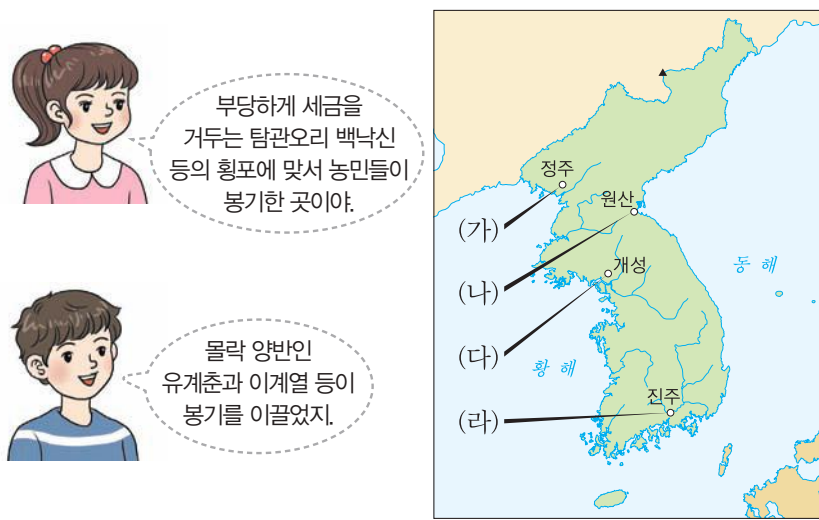 부당하게 세금을
거두는 탐관오리 백낙신
등의 횡포에 맞서 농민들이
봉기한 곳이야.
몰락 양반인
유계춘과 이계열 등이
봉기를 이끌었지.
정주
원산
(가)
개성
(나)
동해
(다)
황해
진주
(라)